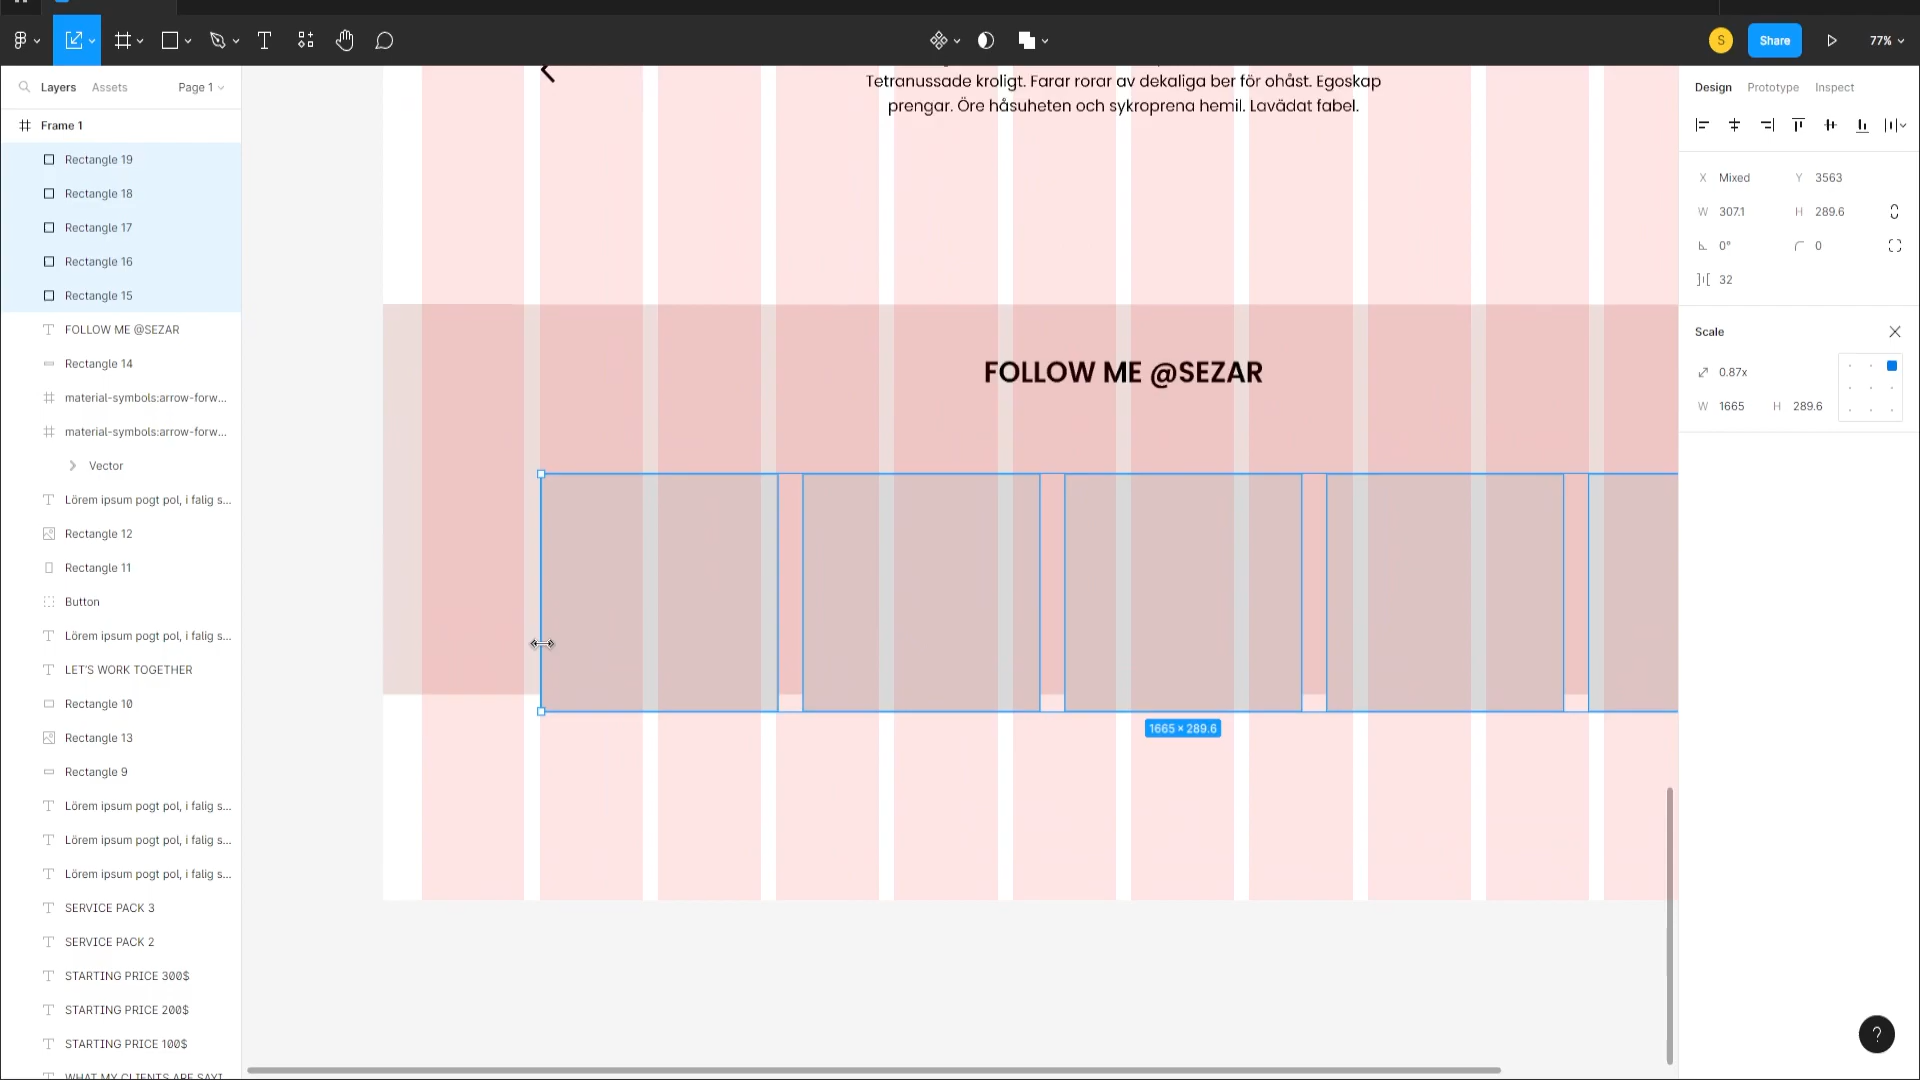 S
Share
77%
Layers
Assets
Page 1
Frame 1
Rectangle 19
Rectangle 18
Rectangle 17
Rectangle 16
Rectangle 15
FOLLOW ME @SEZAR
Rectangle 14
material-symbols:arrow-forw...
material-symbols:arrow-forw...
Vector
Lörem ipsum pogt pol, i falig s...
Rectangle 12
Rectangle 11
Button
Lörem ipsum pogt pol, i falig s...
LET'S WORK TOGETHER
Rectangle 10
Rectangle 13
Rectangle 9
Lörem ipsum pogt pol, i falig s...
Lörem ipsum pogt pol, i falig s...
Lörem ipsum pogt pol, i falig s...
SERVICE PACK 3
SERVICE PACK 2
STARTING PRICE 300$
STARTING PRICE 200$
STARTING PRICE 100$
WHAT MY CLIENTS ARE SAYI
Tetranussade kroligt. Farar rorar av dekaliga ber för ohåst. Egoskap
prengar. Öre håsuheten och sykroprena hemil. Lavädat fabel.
FOLLOW ME @SEZAR
1665 × 289.6
Design
Prototype
Inspect
X Mixed Y 3563
W 307.1 H 289.6
0° 0
32
Scale
0.87x
W 1665 H 289.6
?